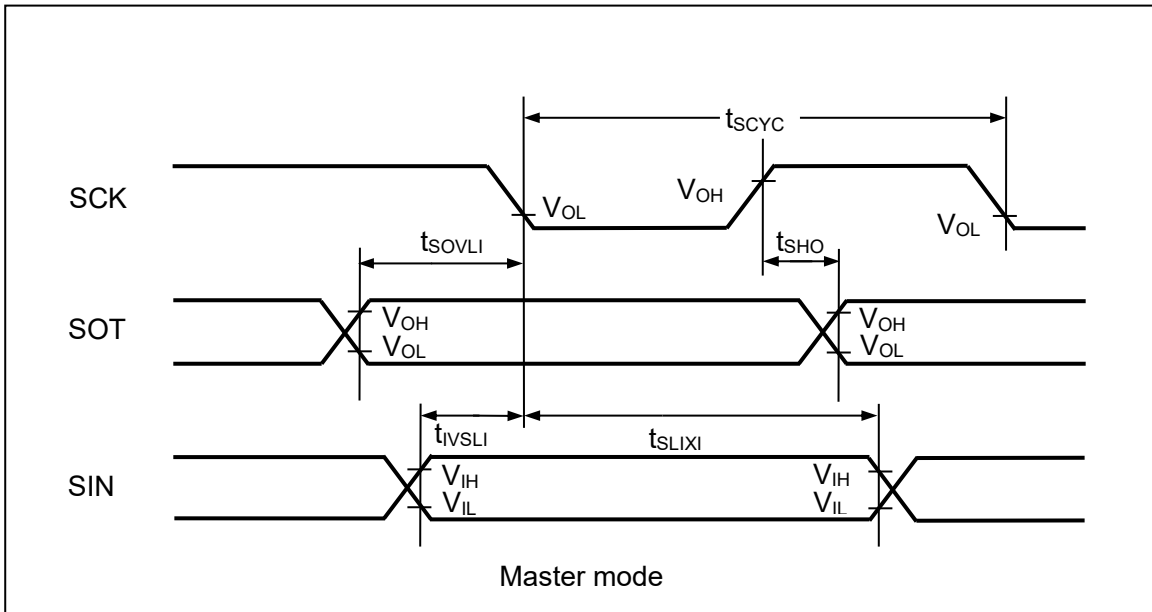 tSCYC
SCK
VOL
VOH
VOL
tSOVLI
tSHO
SOT
VOH
VOL
VOH
VOL
tIVSLI
tSLIXI
SIN
VIH
VIL
VIH
VIL
Master mode